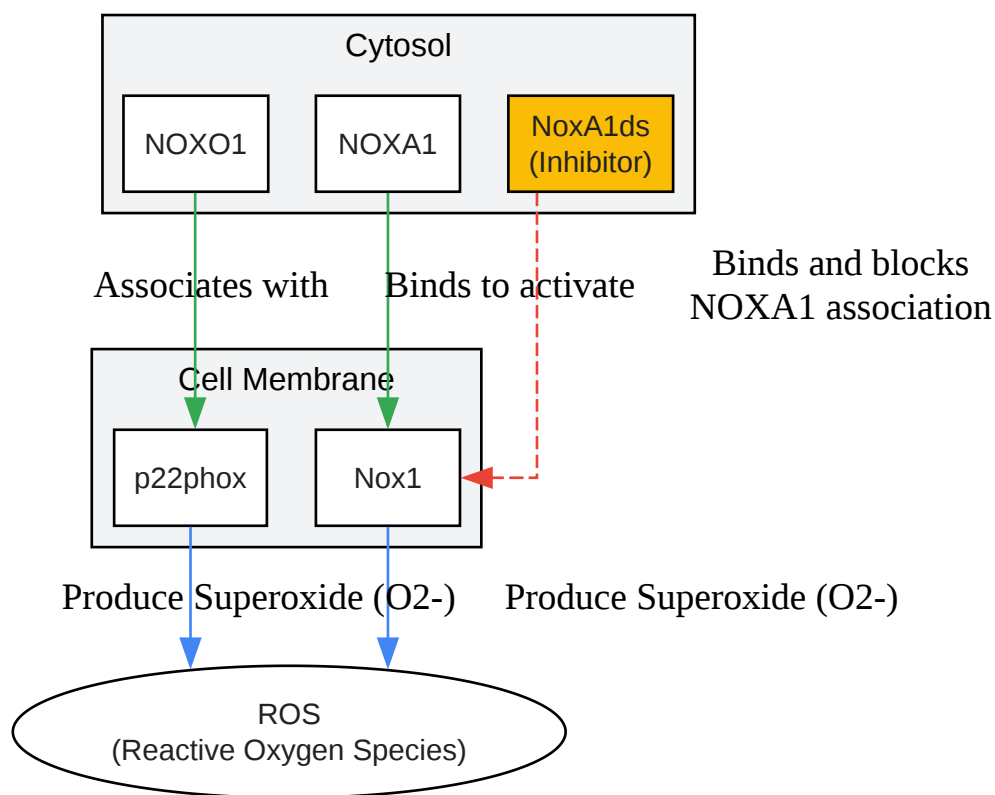 Cytosol
NOXO1
NOXA1
NoxA1ds
(Inhibitor)
Associates with
Binds to activate
Binds and blocks
NOXA1 association
Cell Membrane
p22phox
Nox1
Produce Superoxide (O2-)
Produce Superoxide (O2-)
ROS
(Reactive Oxygen Species)